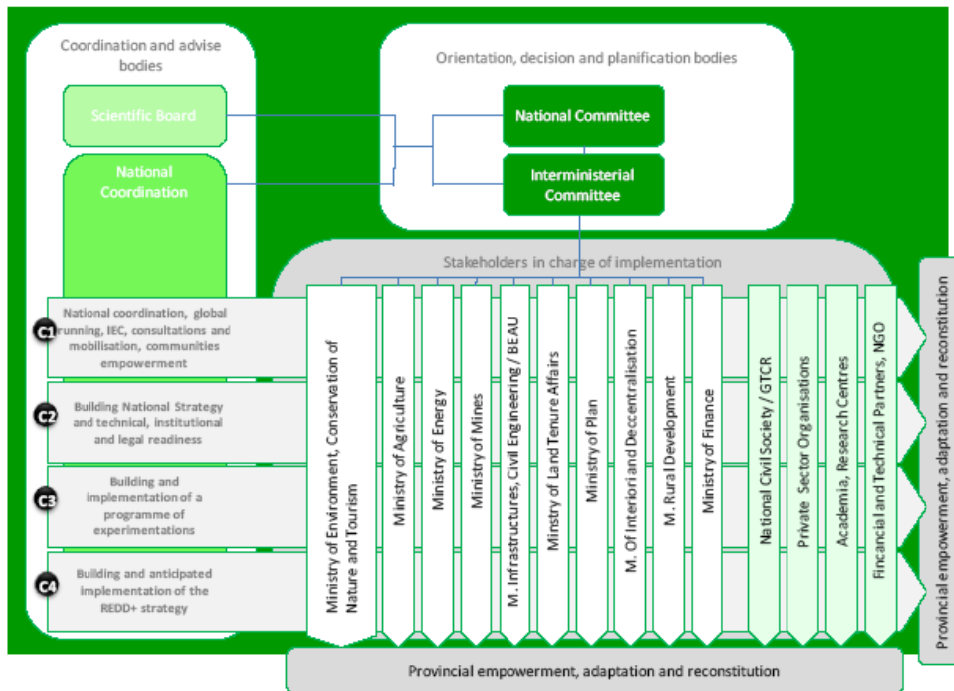 Coordination and advise
bodies
Scientific Board
National
Coordination
Orientation, decision and planification bodies
National Committee
Interministerial
Committee
Stakeholders in charge of implementation
C1
National coordination, global
running, IEC, consultations and
mobilisation, communities
empowerment
C2
Building National Strategy
and technical, institutional
and legal readiness
C3
Building and
implementation of a
programme of
experimentations
C4
Building and anticipated
implementation of the
REDD+ strategy
Ministry of Environment, Conservation of
Nature and Tourism
Ministry of Agriculture
Ministry of Energy
Ministry of Mines
M. Infrastructures, Civil Engineering / BEAU
Minstry of Land Tenure Affairs
Ministry of Plan
M. Of Interiori and Deccentralisation
M. Rural Development
Ministry of Finance
National Civil Society / GTCR
Private Sector Organisations
Academia, Research Centres
Fincancial and Technical Partners, NGO
Provincial empowerment, adaptation and reconstitution
Provincial empowerment, adaptation and reconstitution